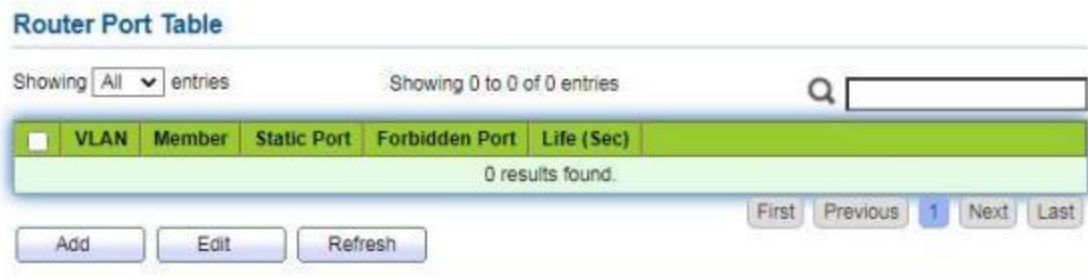 Router Port Table
Showing All entries Showing 0 to 0 of 0 entries
VLAN Member Static Port Forbidden Port Life (Sec)
0 results found.
First Previous 1 Next Last
Add Edit Refresh